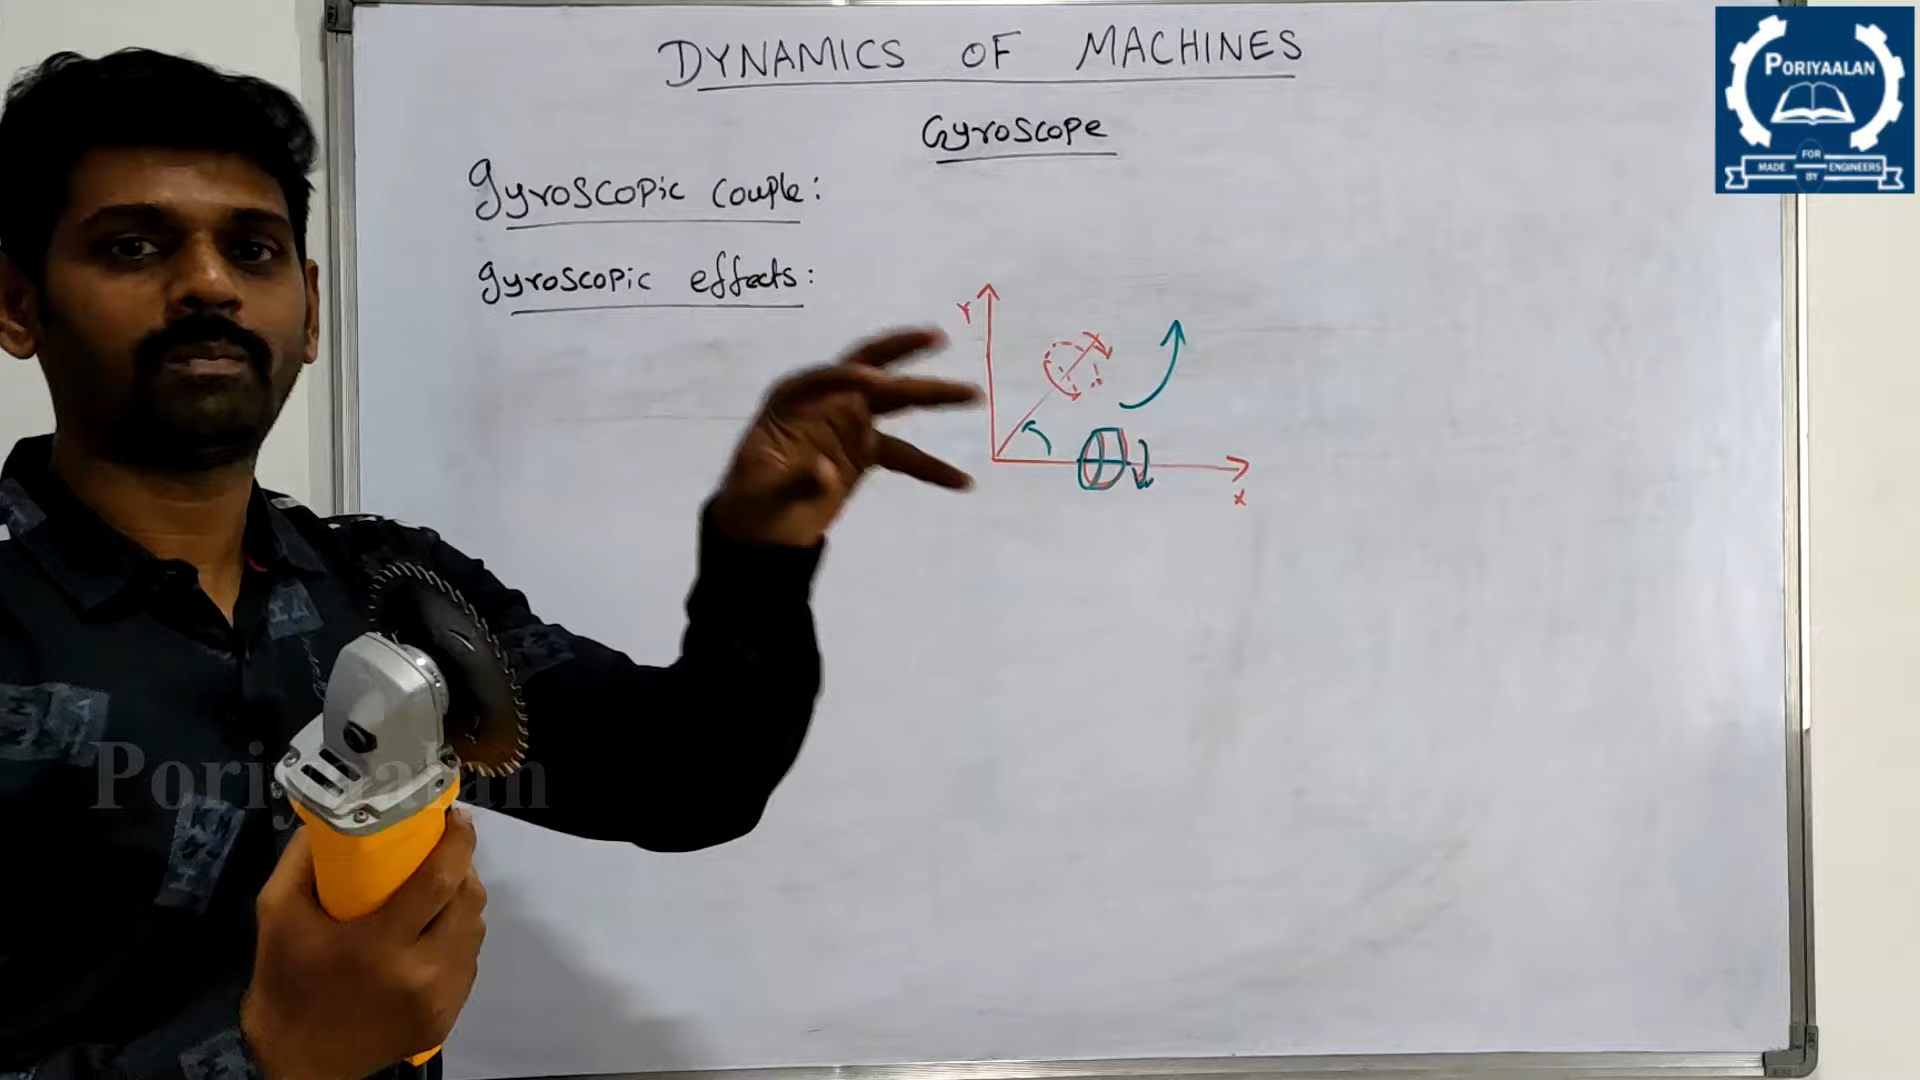 DYNAMICS OF MACHINES
Gyroscope
Gyroscopic couple:
gyroscopic effects:
Y
X
PORIYAALAN
MADE FOR ENGINEERS
BY
Poriyaalan